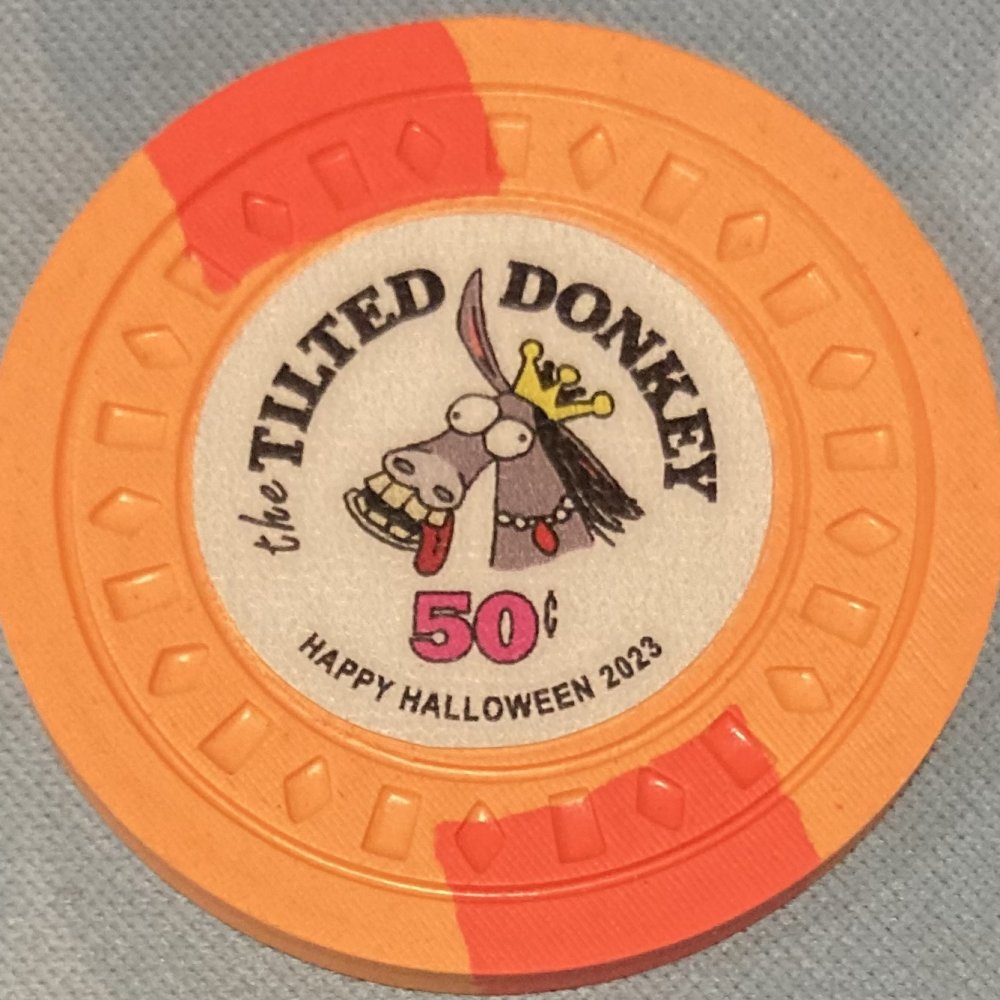 the TILTED DONKEY
50¢
HAPPY HALLOWEEN 2023